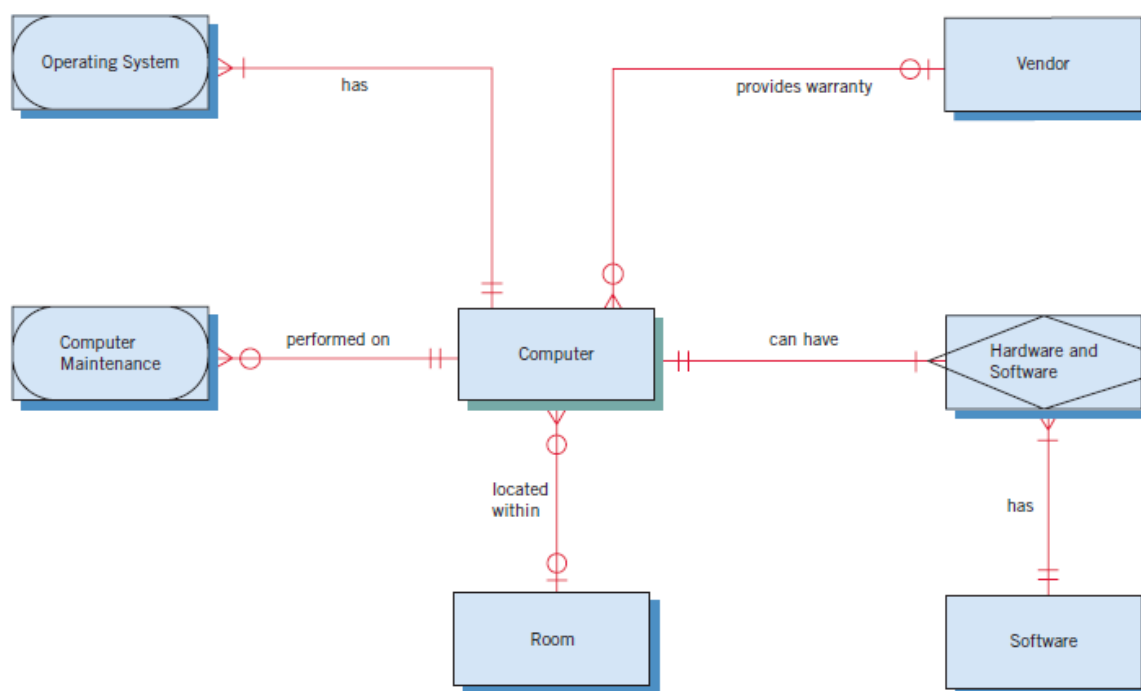 Operating System
has
provides warranty
Vendor
Computer
Maintenance
performed on
Computer
can have
Hardware and
Software
located
within
has
Room
Software